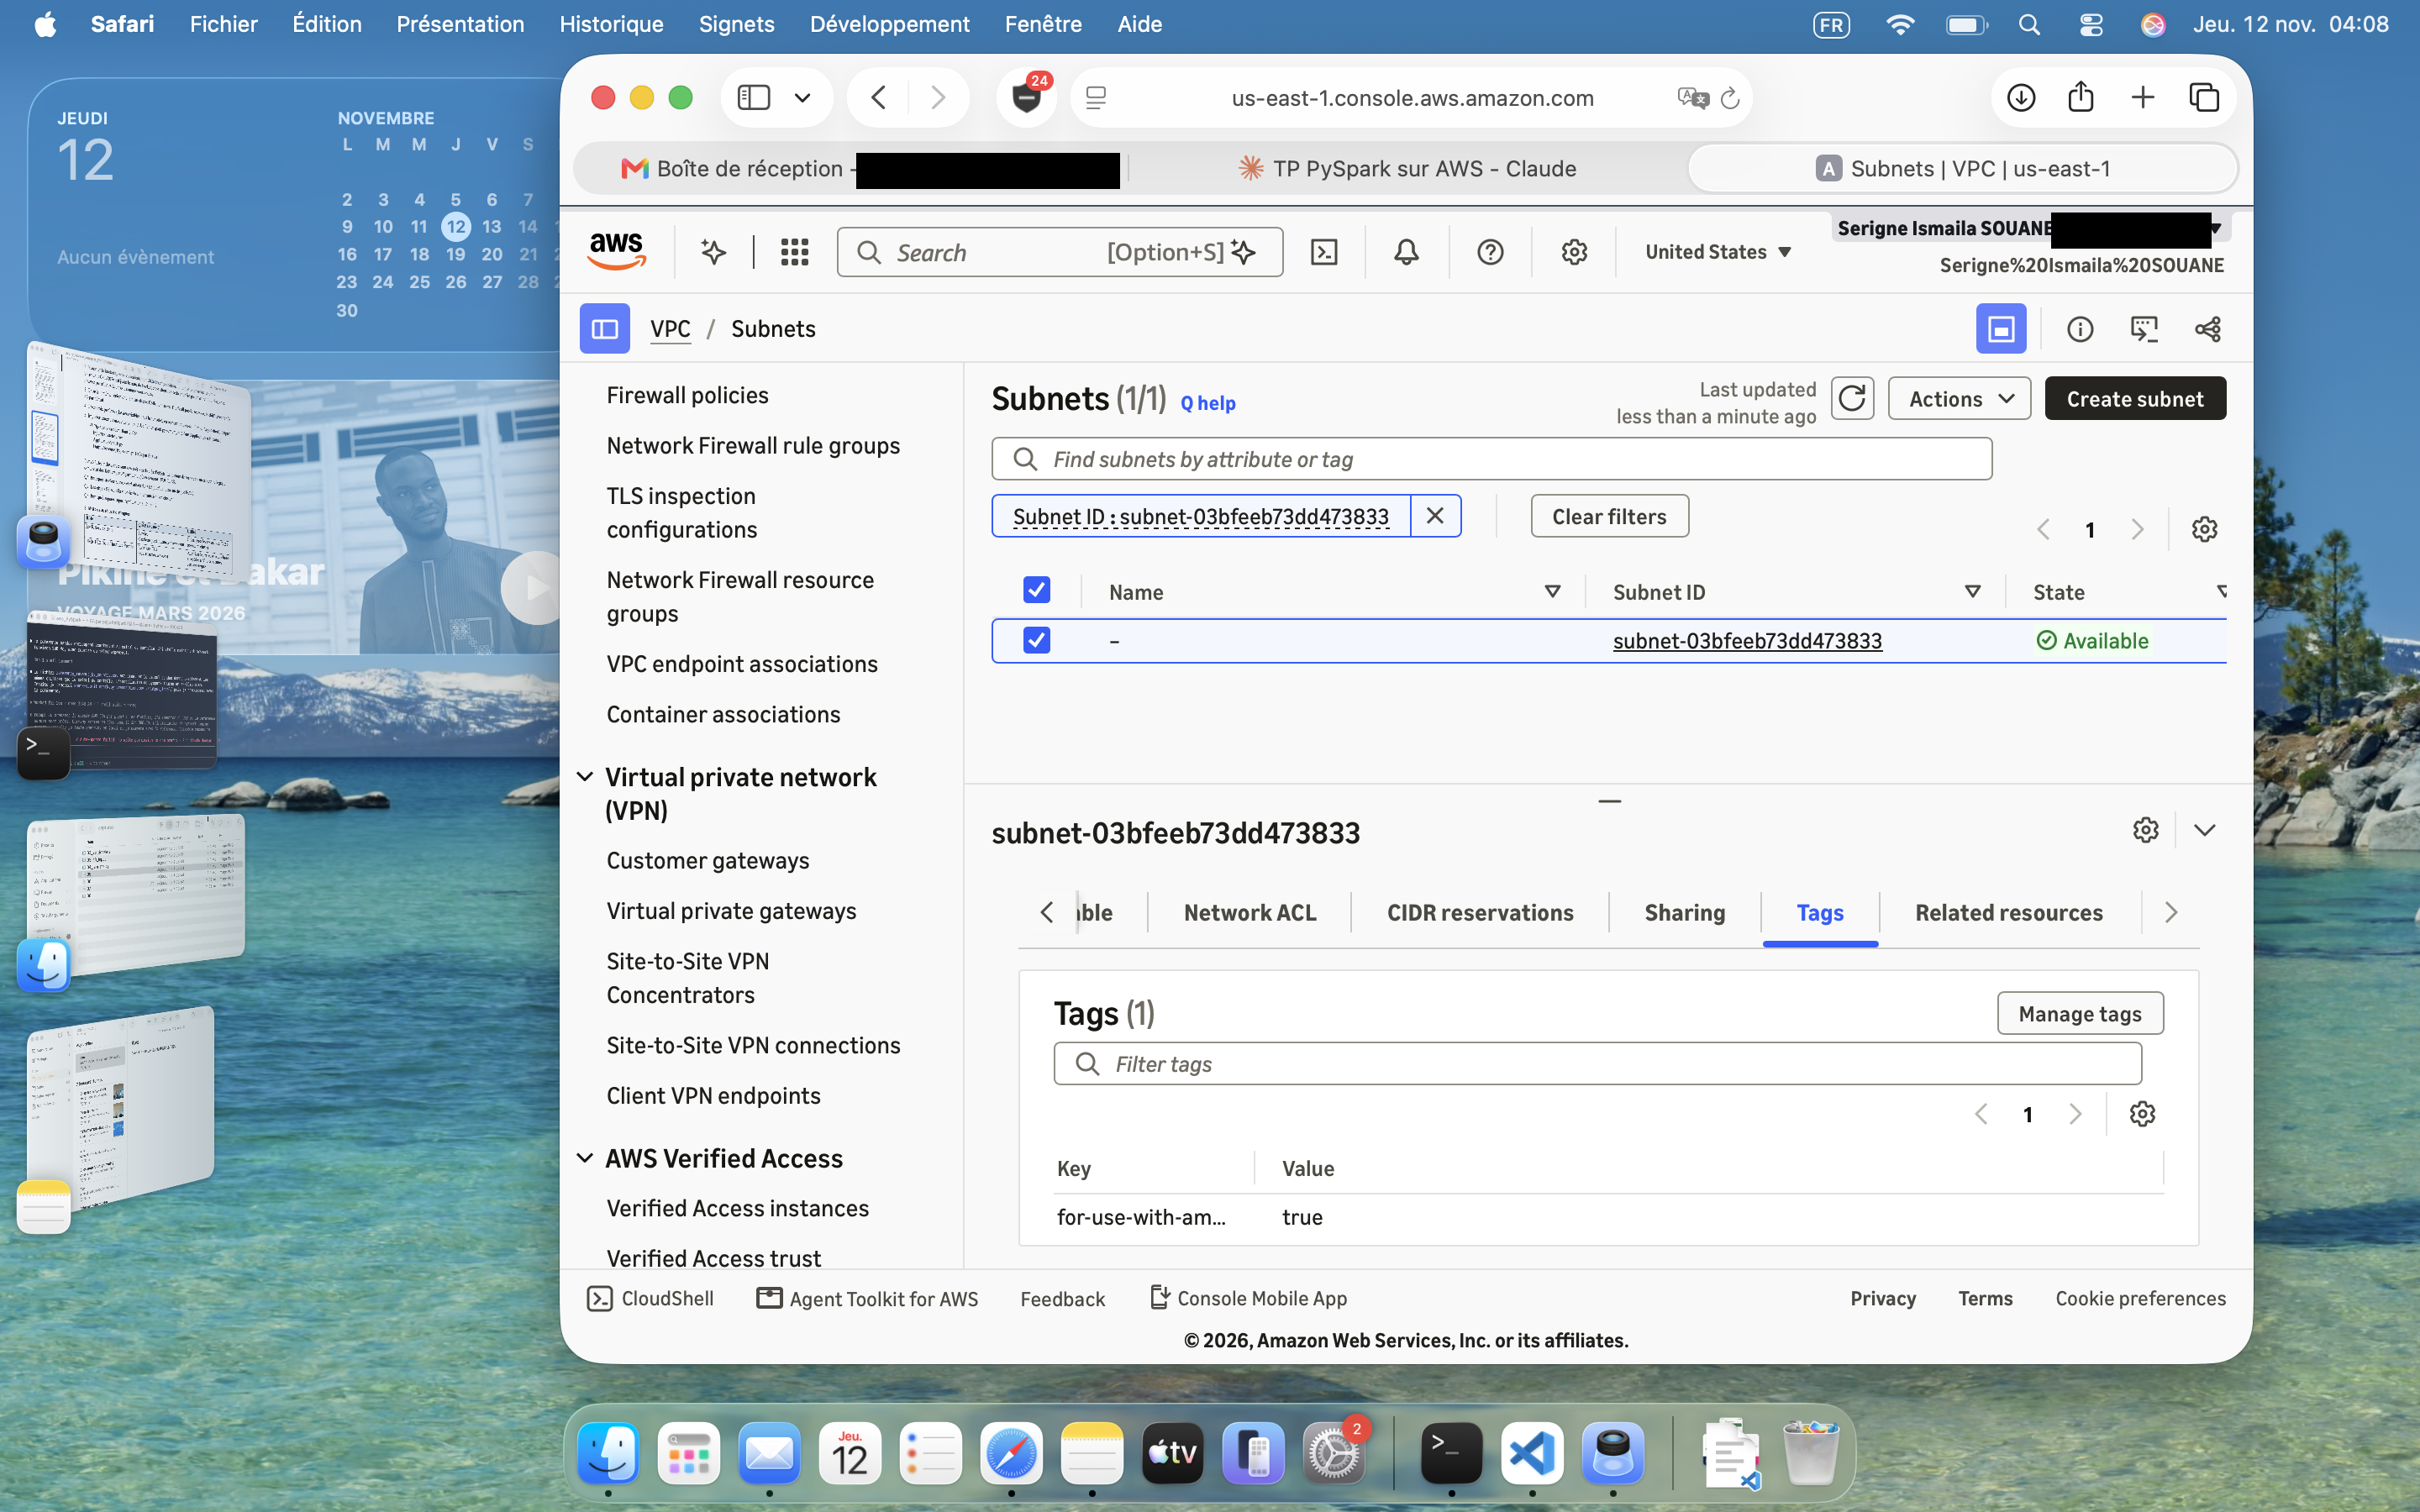 Safari Fichier Édition Présentation Historique Signets Développement Fenêtre Aide FR Jeu. 12 nov. 04:08
JEUDI
12
Aucun évènement
NOVEMBRE
L M M J V S
2 3 4 5 6 7
9 10 11 12 13 14
16 17 18 19 20 21
23 24 25 26 27 28
30
Pikine et Dakar
VOYAGE MARS 2026
24
us-east-1.console.aws.amazon.com
Boîte de réception -
TP PySpark sur AWS - Claude
A Subnets | VPC | us-east-1
aws
Search [Option+S]
United States
Serigne Ismaila SOUANE
Serigne%20Ismaila%20SOUANE
VPC / Subnets
Firewall policies
Network Firewall rule groups
TLS inspection
configurations
Network Firewall resource
groups
VPC endpoint associations
Container associations
Virtual private network
(VPN)
Customer gateways
Virtual private gateways
Site-to-Site VPN
Concentrators
Site-to-Site VPN connections
Client VPN endpoints
AWS Verified Access
Verified Access instances
Verified Access trust
Subnets (1/1) Q help
Last updated
less than a minute ago
Actions
Create subnet
Find subnets by attribute or tag
Subnet ID : subnet-03bfeeb73dd473833
Clear filters
1
Name Subnet ID State
– subnet-03bfeeb73dd473833 Available
subnet-03bfeeb73dd473833
Network ACL CIDR reservations Sharing Tags Related resources
Tags (1)
Manage tags
Filter tags
1
Key Value
for-use-with-am... true
CloudShell Agent Toolkit for AWS Feedback Console Mobile App Privacy Terms Cookie preferences
© 2026, Amazon Web Services, Inc. or its affiliates.
Jeu.
12
tv
2